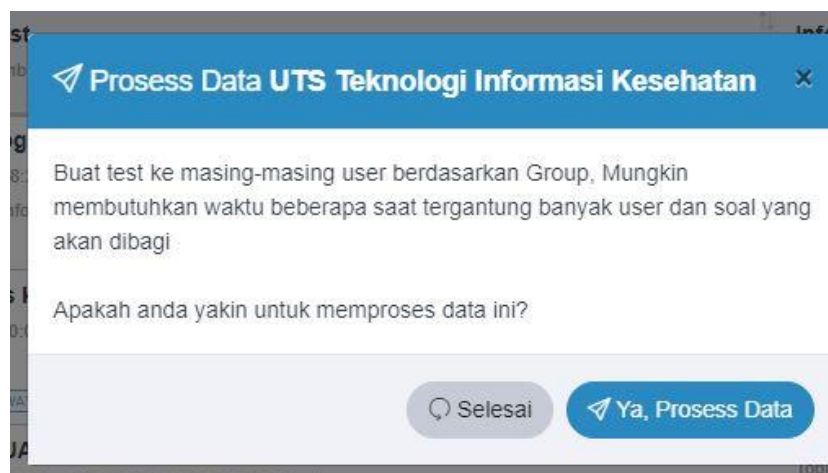 Prosess Data UTS Teknologi Informasi Kesehatan
Buat test ke masing-masing user berdasarkan Group, Mungkin
membutuhkan waktu beberapa saat tergantung banyak user dan soal yang
akan dibagi
Apakah anda yakin untuk memproses data ini?
Selesai
Ya, Prosess Data